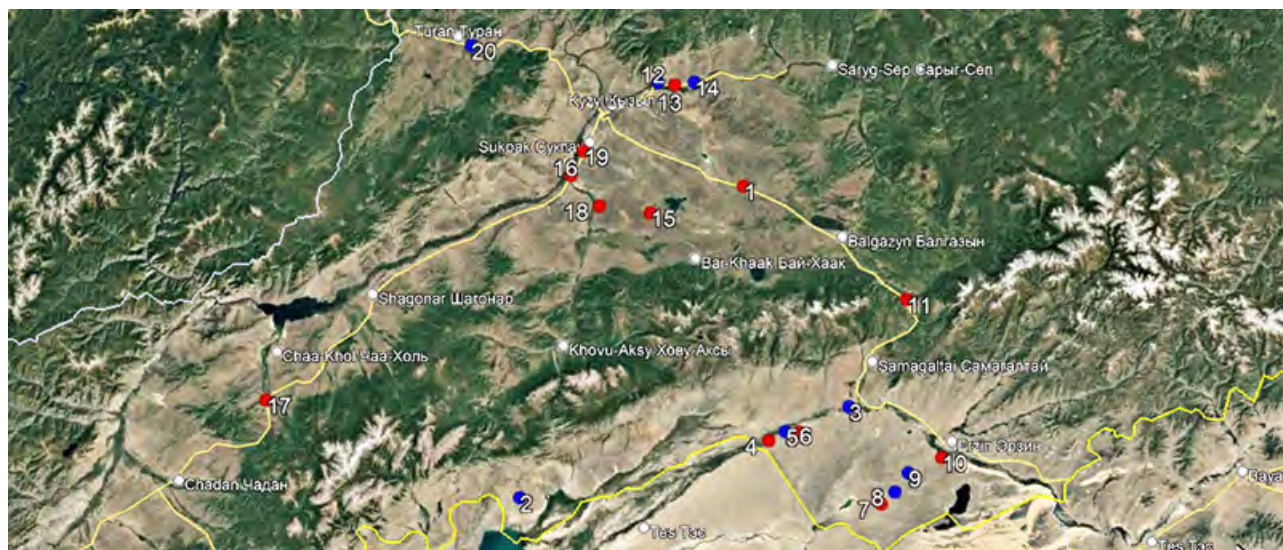 Turan Туран
20
Saryg-Sep Сарыг-Сеп
12
14
13
Kyzyl Кызыл
Sukpak Сукпак
19
16
1
18
15
Balgazyn Балгазын
Bai-Khaak Бай-Хаак
Shagonar Шагонар
11
Chaa-Khol Чаа-Холь
Khovu-Aksy Хову-Аксы
Samagaltai Самагалтай
17
3
4
5
6
Erzin Эрзин
10
Chadan Чадан
9
8
7
2
Tes Тэс
Tes Тэс